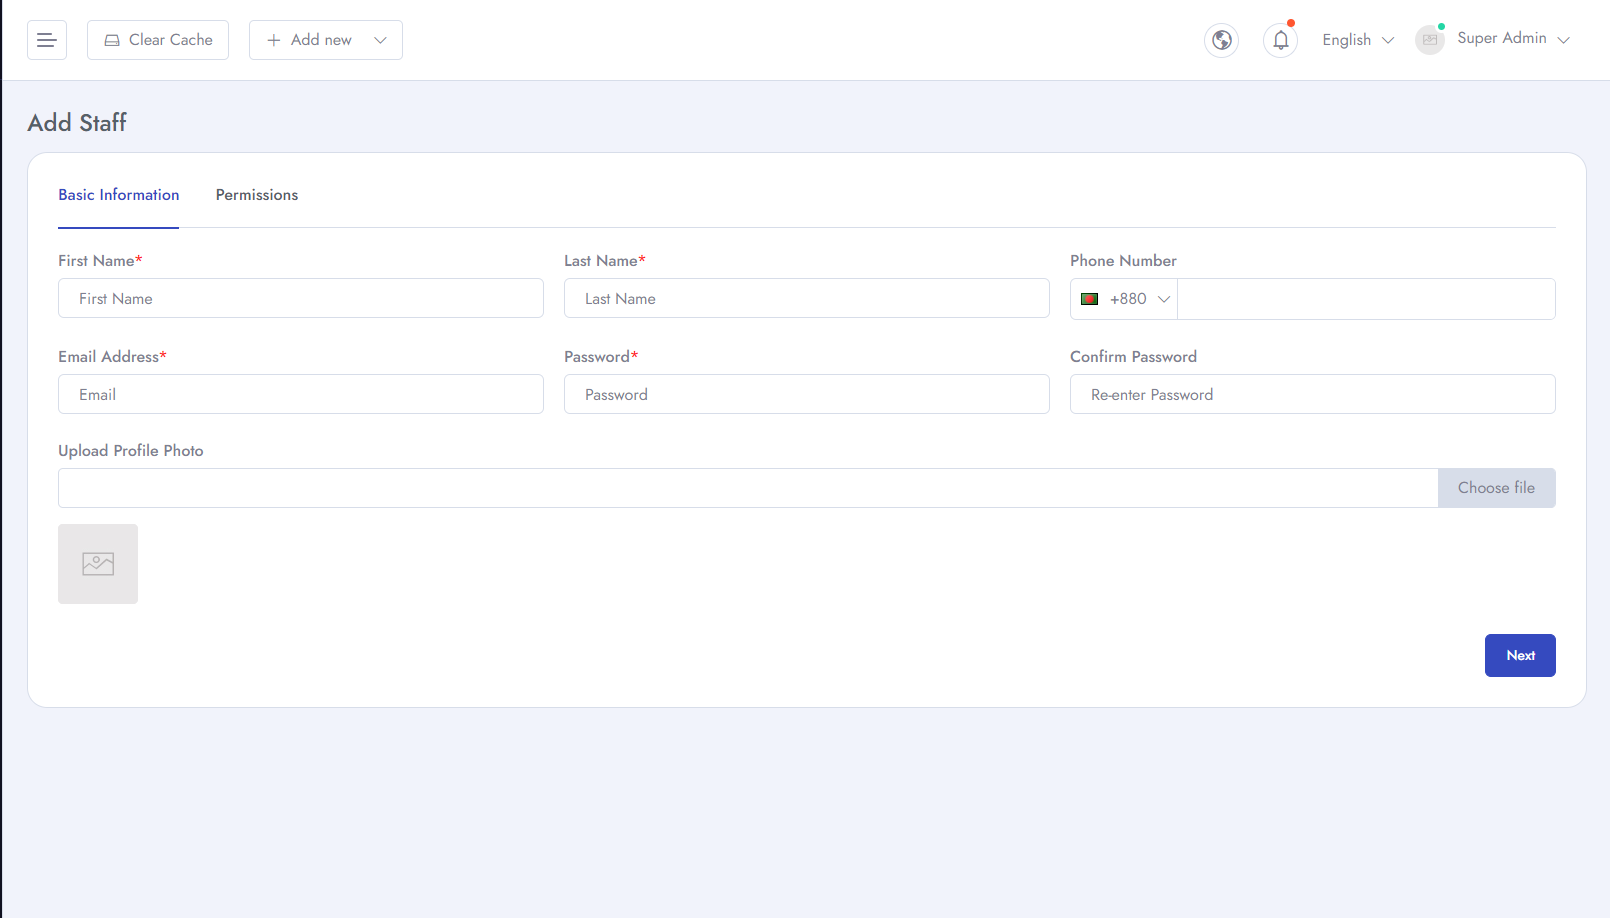 Clear Cache
Add new
English
Super Admin
Add Staff
Basic Information
Permissions
First Name*
Last Name*
Phone Number
First Name
Last Name
+880
Email Address*
Password*
Confirm Password
Email
Password
Re-enter Password
Upload Profile Photo
Choose file
Next